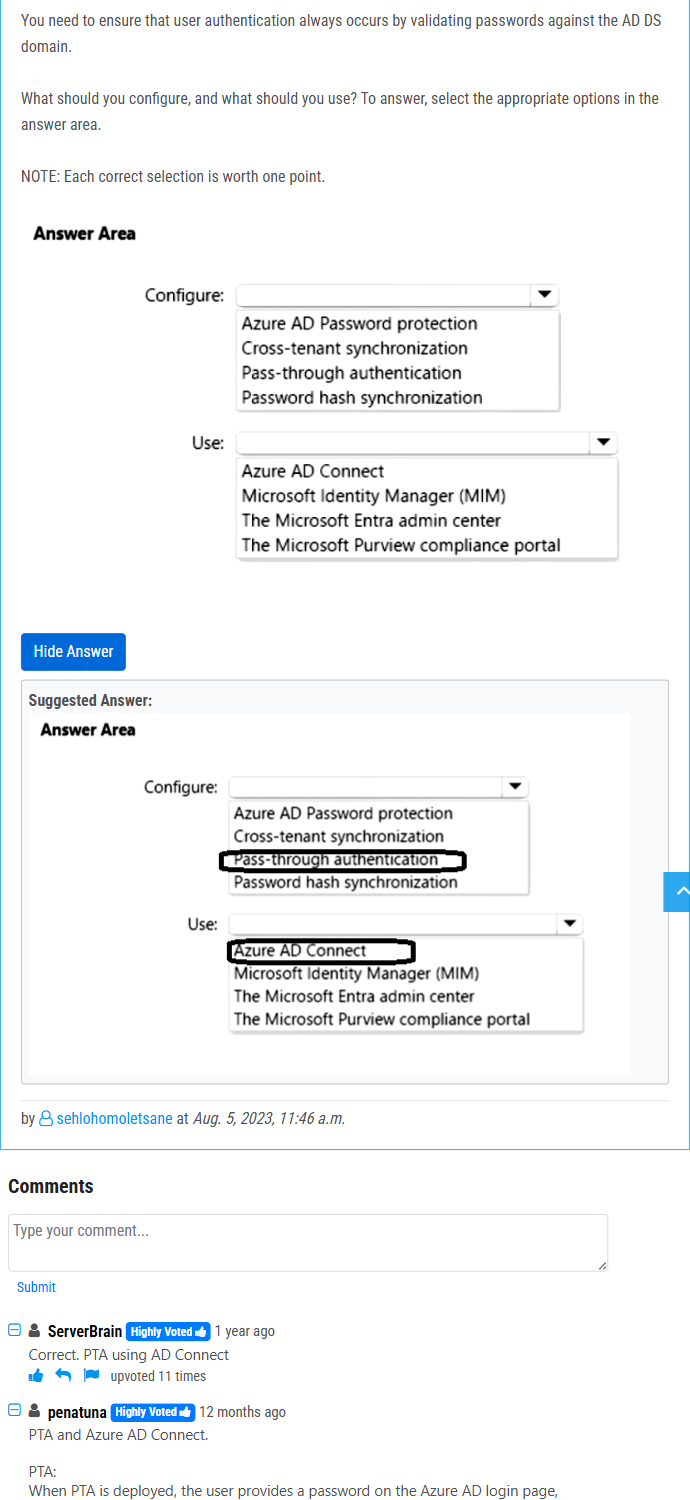 You need to ensure that user authentication always occurs by validating passwords against the AD DS
domain.
What should you configure, and what should you use? To answer, select the appropriate options in the
answer area.
NOTE: Each correct selection is worth one point.
Answer Area
Configure:
Azure AD Password protection
Cross-tenant synchronization
Pass-through authentication
Password hash synchronization
Use:
Azure AD Connect
Microsoft Identity Manager (MIM)
The Microsoft Entra admin center
The Microsoft Purview compliance portal
Hide Answer
Suggested Answer:
Answer Area
Configure:
Azure AD Password protection
Cross-tenant synchronization
Pass-through authentication
Password hash synchronization
Use:
Azure AD Connect
Microsoft Identity Manager (MIM)
The Microsoft Entra admin center
The Microsoft Purview compliance portal
by sehlohomoletsane at Aug. 5, 2023, 11:46 a.m.
Comments
Type your comment...
Submit
ServerBrain Highly Voted 1 year ago
Correct. PTA using AD Connect
upvoted 11 times
penatuna Highly Voted 12 months ago
PTA and Azure AD Connect.
PTA:
When PTA is deployed, the user provides a password on the Azure AD login page,